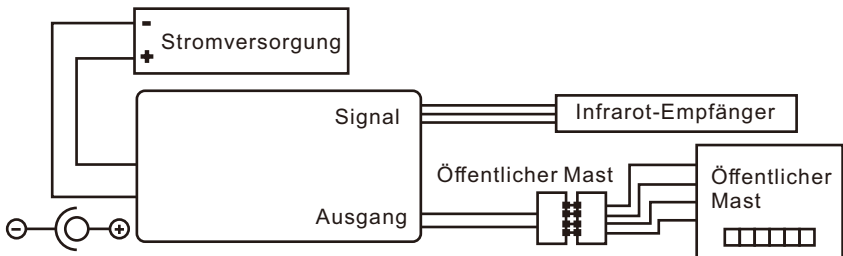 -
Stromversorgung
+
Signal
Infrarot-Empfänger
Öffentlicher Mast
Öffentlicher
Mast
Ausgang
- +